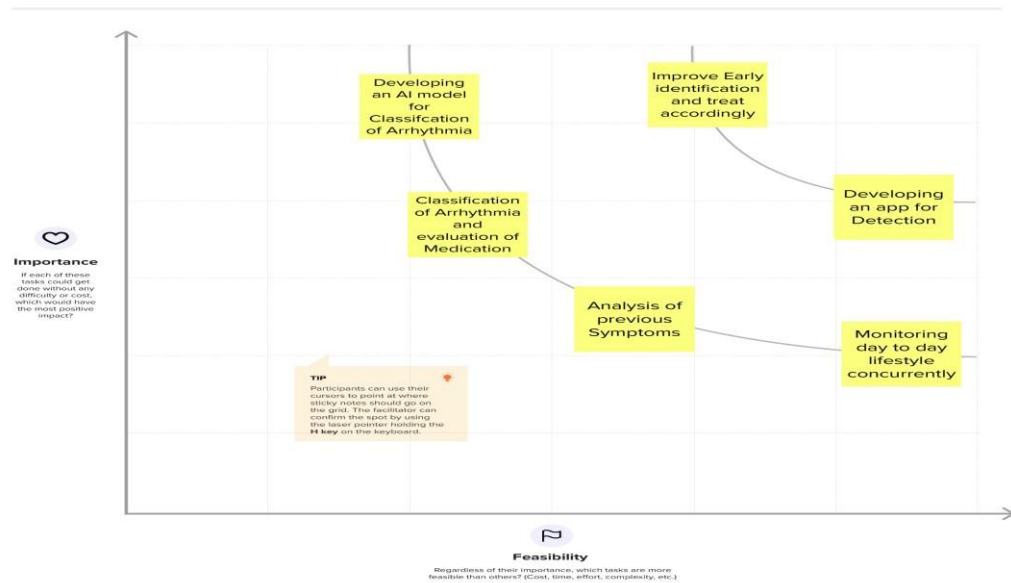 Developing
an AI model
for
Classifcation
of Arrhythmia
Improve Early
identification
and treat
accordingly
Classification
of Arrhythmia
and
evaluation of
Medication
Developing
an app for
Detection
Importance
If each of these
tasks could get
done without any
difficulty or cost,
which would have
the most positive
impact?
Analysis of
previous
Symptoms
Monitoring
day to day
lifestyle
concurrently
TIP
Participants can use their
cursors to point at where
sticky notes should go on
the grid. The facilitator can
confirm the spot by using
the laser pointer holding the
H key on the keyboard.
Feasibility
Regardless of their importance, which tasks are more
feasible than others? (Cost, time, effort, complexity, etc.)